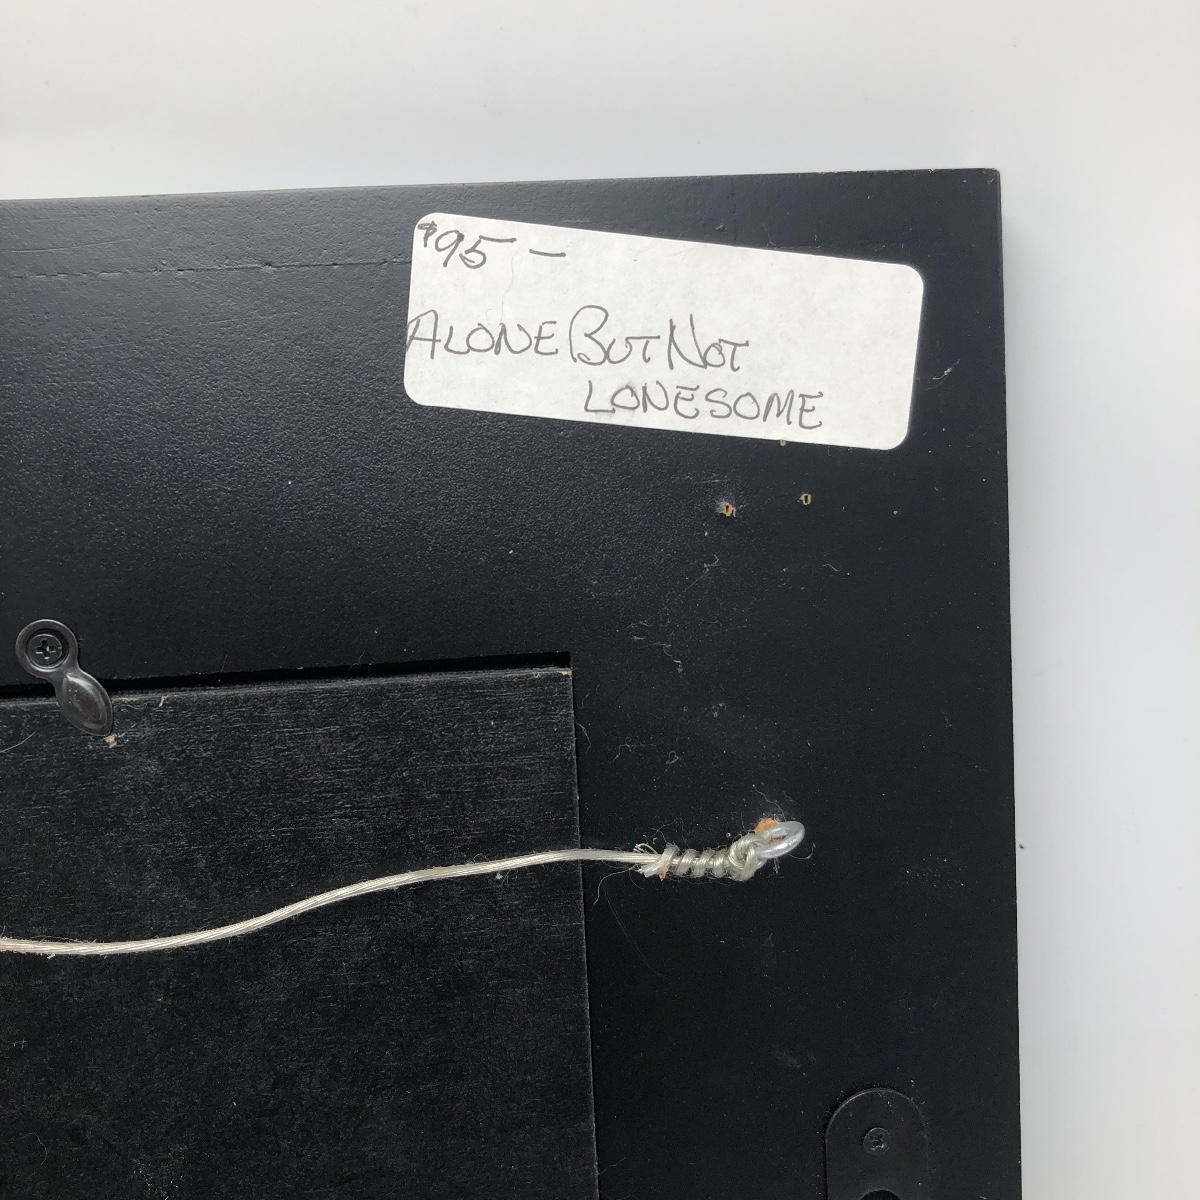 $95 —
ALONE BUT NOT
LONESOME